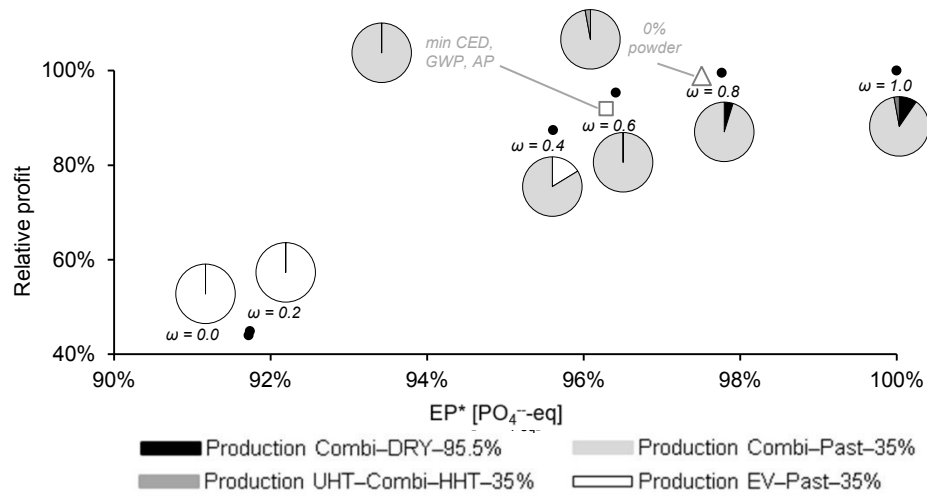 min CED,
GWP, AP
0%
powder
100%
80%
60%
40%
Relative profit
ω = 0.0
ω = 0.2
ω = 0.4
ω = 0.6
ω = 0.8
ω = 1.0
90%
92%
94%
96%
98%
100%
EP* [PO₄⁻-eq]
Production Combi–DRY–95.5%
Production Combi–Past–35%
Production UHT–Combi–HHT–35%
Production EV–Past–35%